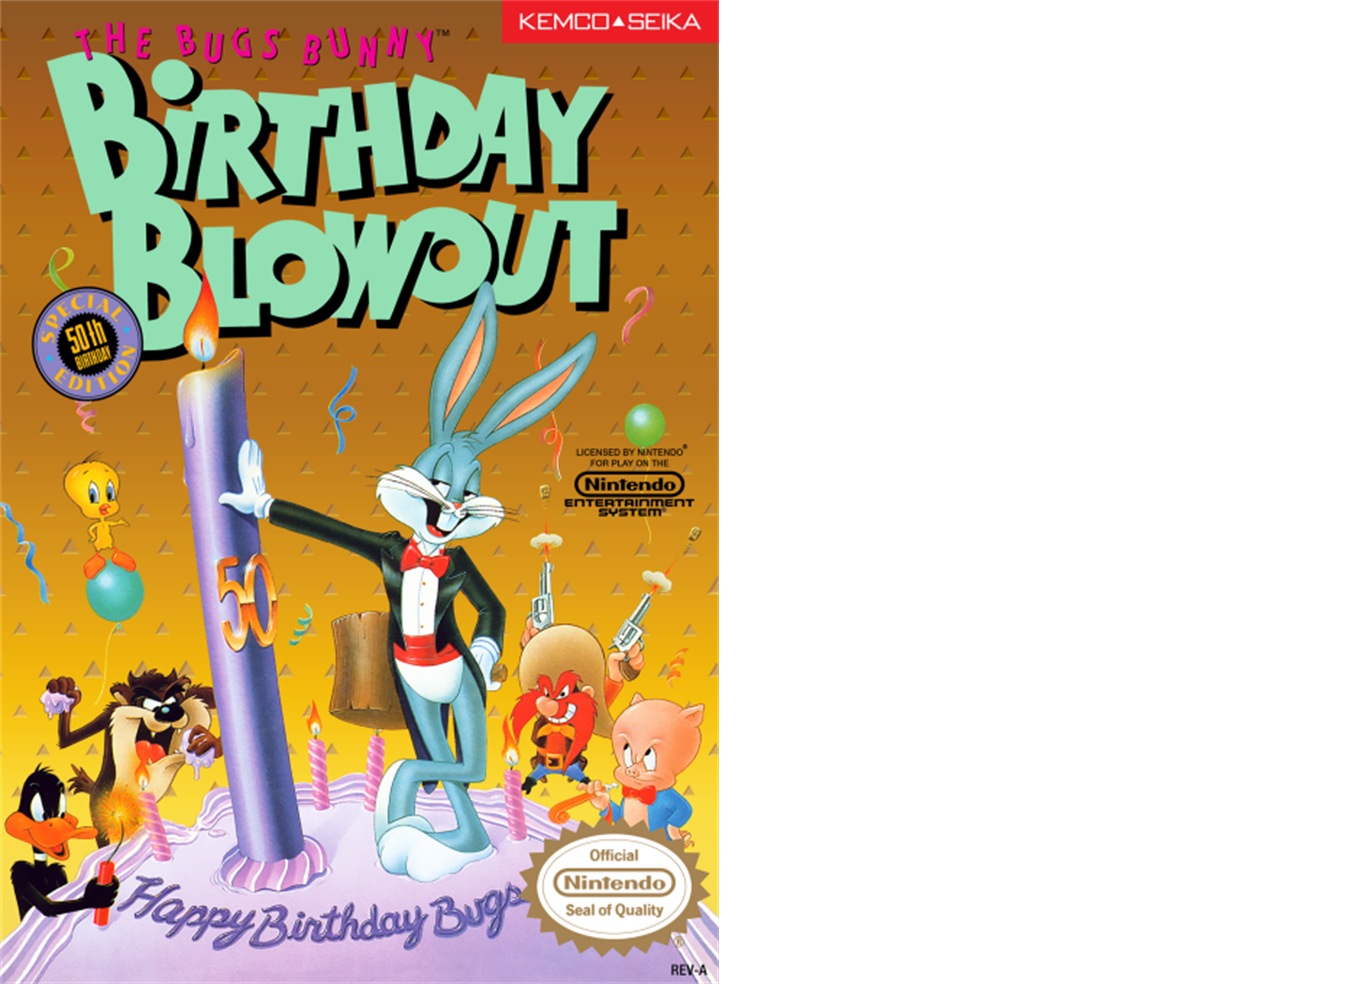 KEMCO▲SEIKA
THE BUGS BUNNY™
BiRTHDAY
BLOWOUT
SPECIAL
50th
BIRTHDAY
EDITION
LICENSED BY NINTENDO®
FOR PLAY ON THE
Nintendo
ENTERTAINMENT
SYSTEM®
50
Happy Birthday Bugs
Official
Nintendo
Seal of Quality
®
REV-A